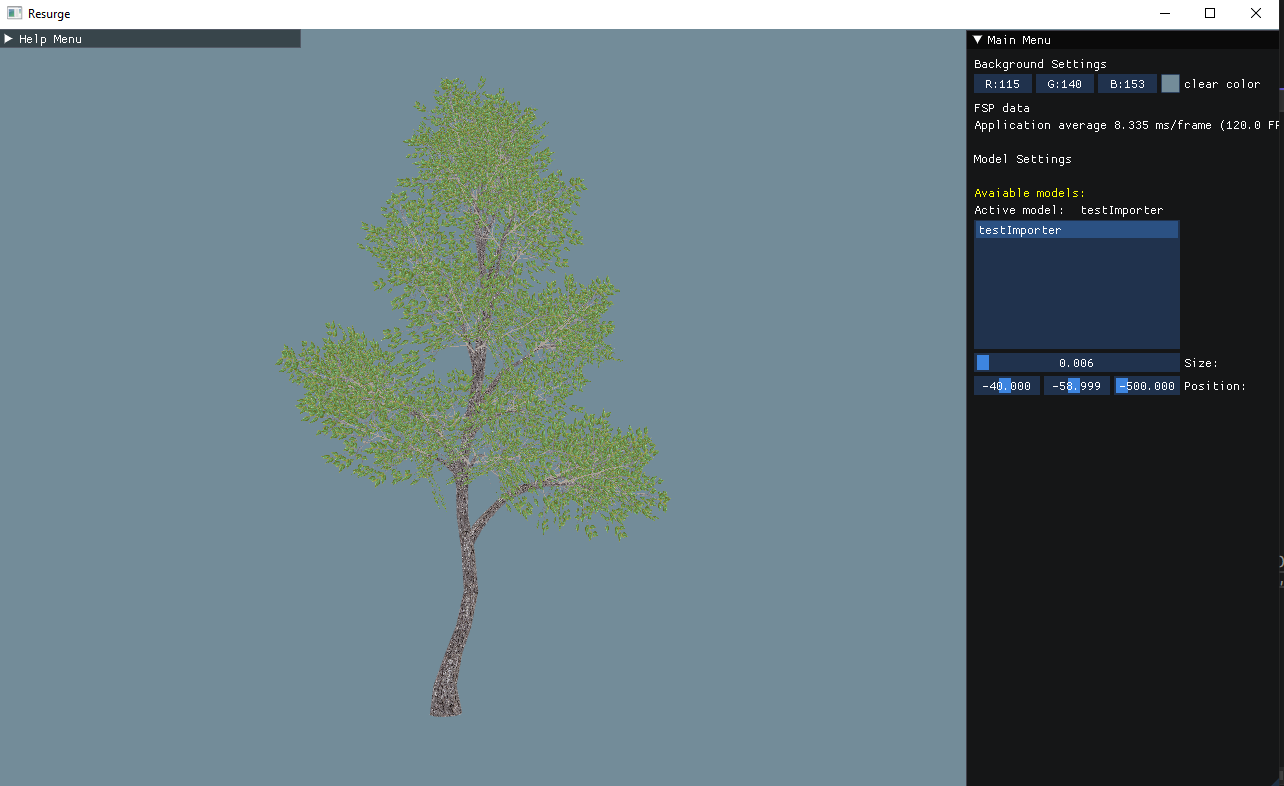 Resurge
Help Menu
Main Menu
Background Settings
R:115 G:140 B:153 clear color
FSP data
Application average 8.335 ms/frame (120.0 FP
Model Settings
Avaiable models:
Active model: testImporter
testImporter
0.006 Size:
-40.000 -58.999 -500.000 Position: